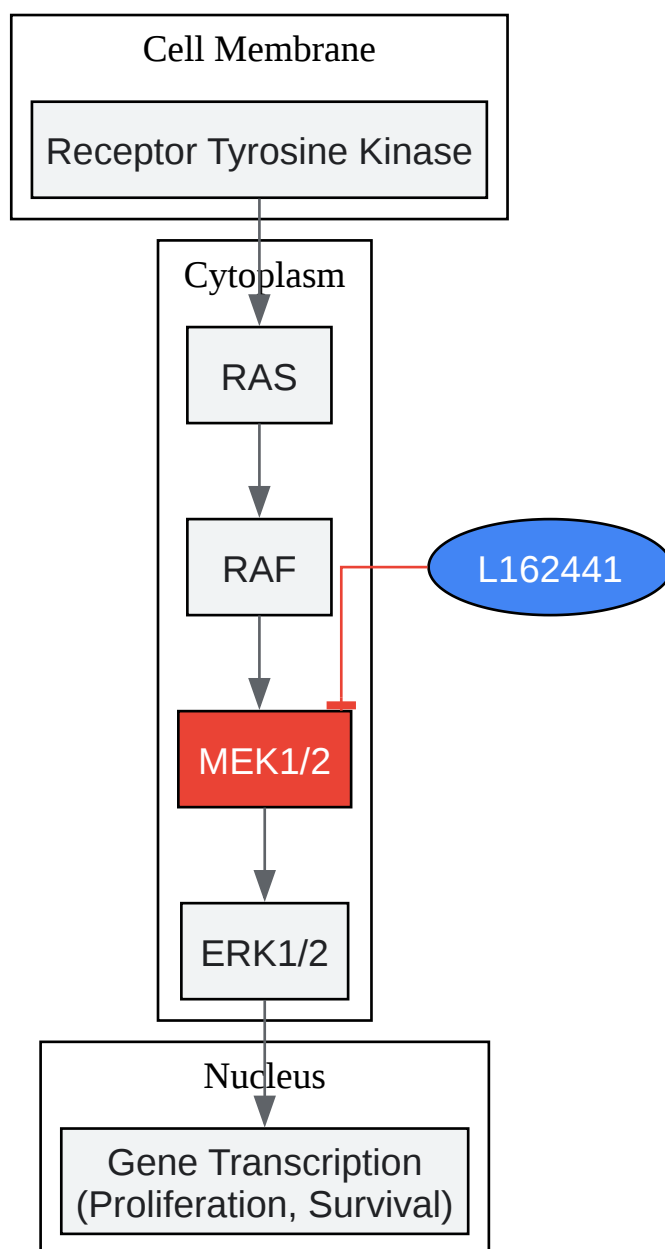 Cell Membrane
Receptor Tyrosine Kinase
Cytoplasm
RAS
RAF
L162441
MEK1/2
ERK1/2
Nucleus
Gene Transcription
(Proliferation, Survival)